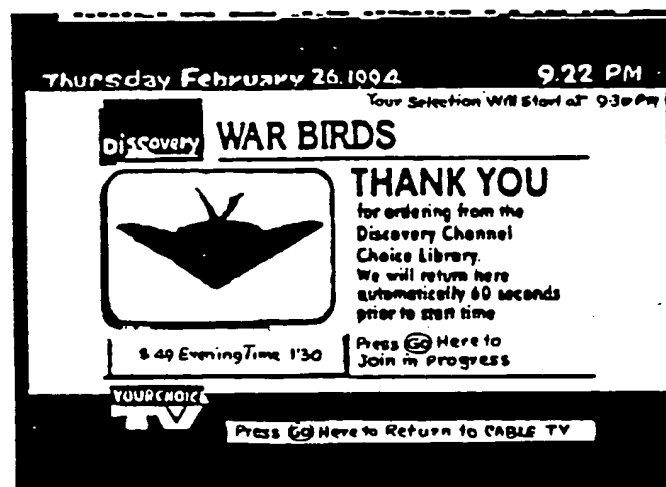 Thursday February 26.1994 9.22 PM
Your Selection Will Start at 9:30 PM
Discovery WAR BIRDS
THANK YOU
for ordering from the
Discovery Channel
Choice Library.
We will return here
automatically 60 seconds
prior to start time
$ 49 Evening Time 1'30
Press GO Here to
Join in Progress
YOUR CHOICE
TV
Press GO Here to Return to CABLE TV